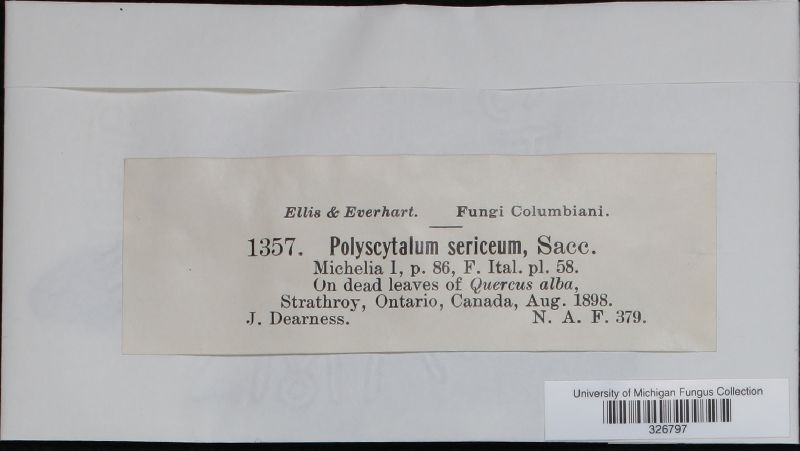 Ellis & Everhart. Fungi Columbiani.
1357. Polyscytalum sericeum, Sacc.
Michelia I, p. 86, F. Ital. pl. 58.
On dead leaves of Quercus alba,
Strathroy, Ontario, Canada, Aug. 1898.
J. Dearness. N. A. F. 379.
University of Michigan Fungus Collection
326797